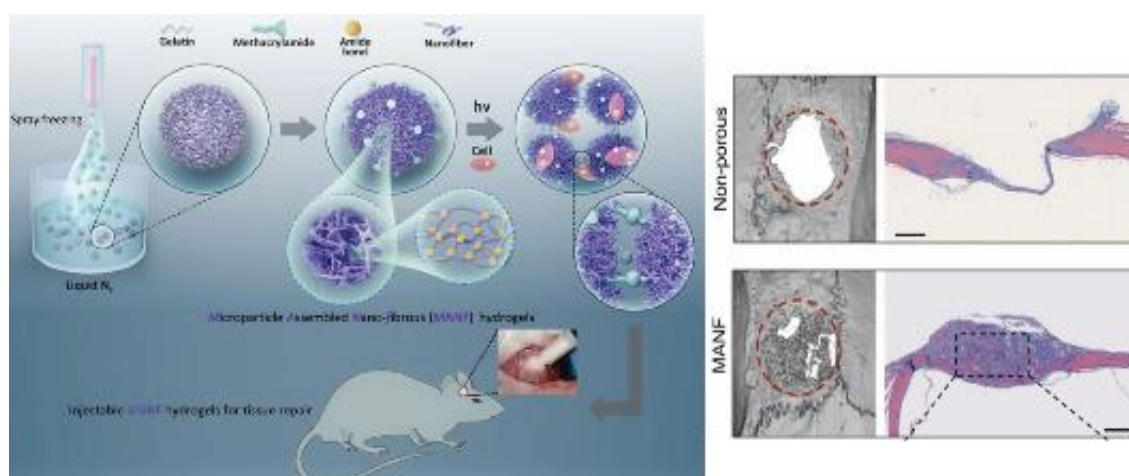 Gelatin
Methacrylamide
Amide
bond
Nanofiber
Spray freezing
hν
Cell
Liquid N₂
Microparticle Assembled Nano-fibrous (MANF) hydrogels
Injectable MANF hydrogels for tissue repair
Non-porous
MANF